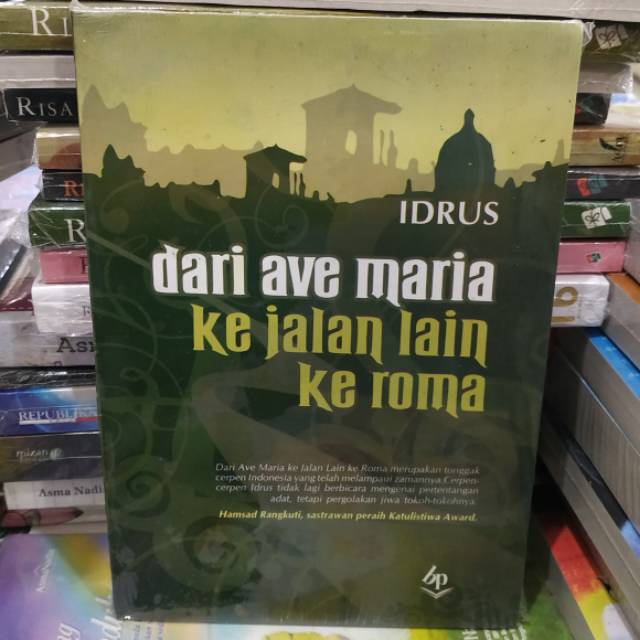 IDRUS
dari ave maria
ke jalan lain
ke roma
Dari Ave Maria ke Jalan Lain ke Roma merupakan tonggak
cerpen Indonesia yang telah melampaui zamannya. Cerpen-
cerpen Idrus tidak lagi berbicara mengenai pertentangan
adat, tetapi pergolakan jiwa tokoh-tokohnya.
Hamsad Rangkuti, sastrawan peraih Katulistiwa Award.
bp
RISA
REPUBL
mizan
Asma Nadi